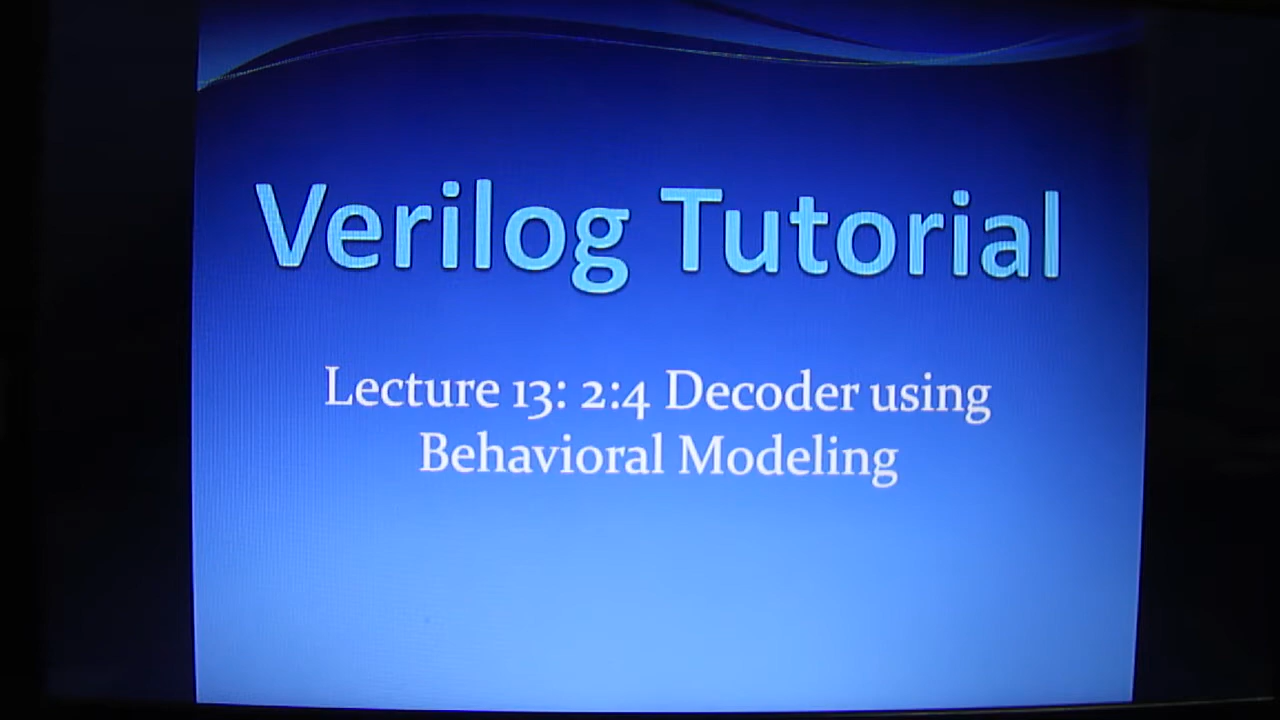 Verilog Tutorial
Lecture 13: 2:4 Decoder using
Behavioral Modeling